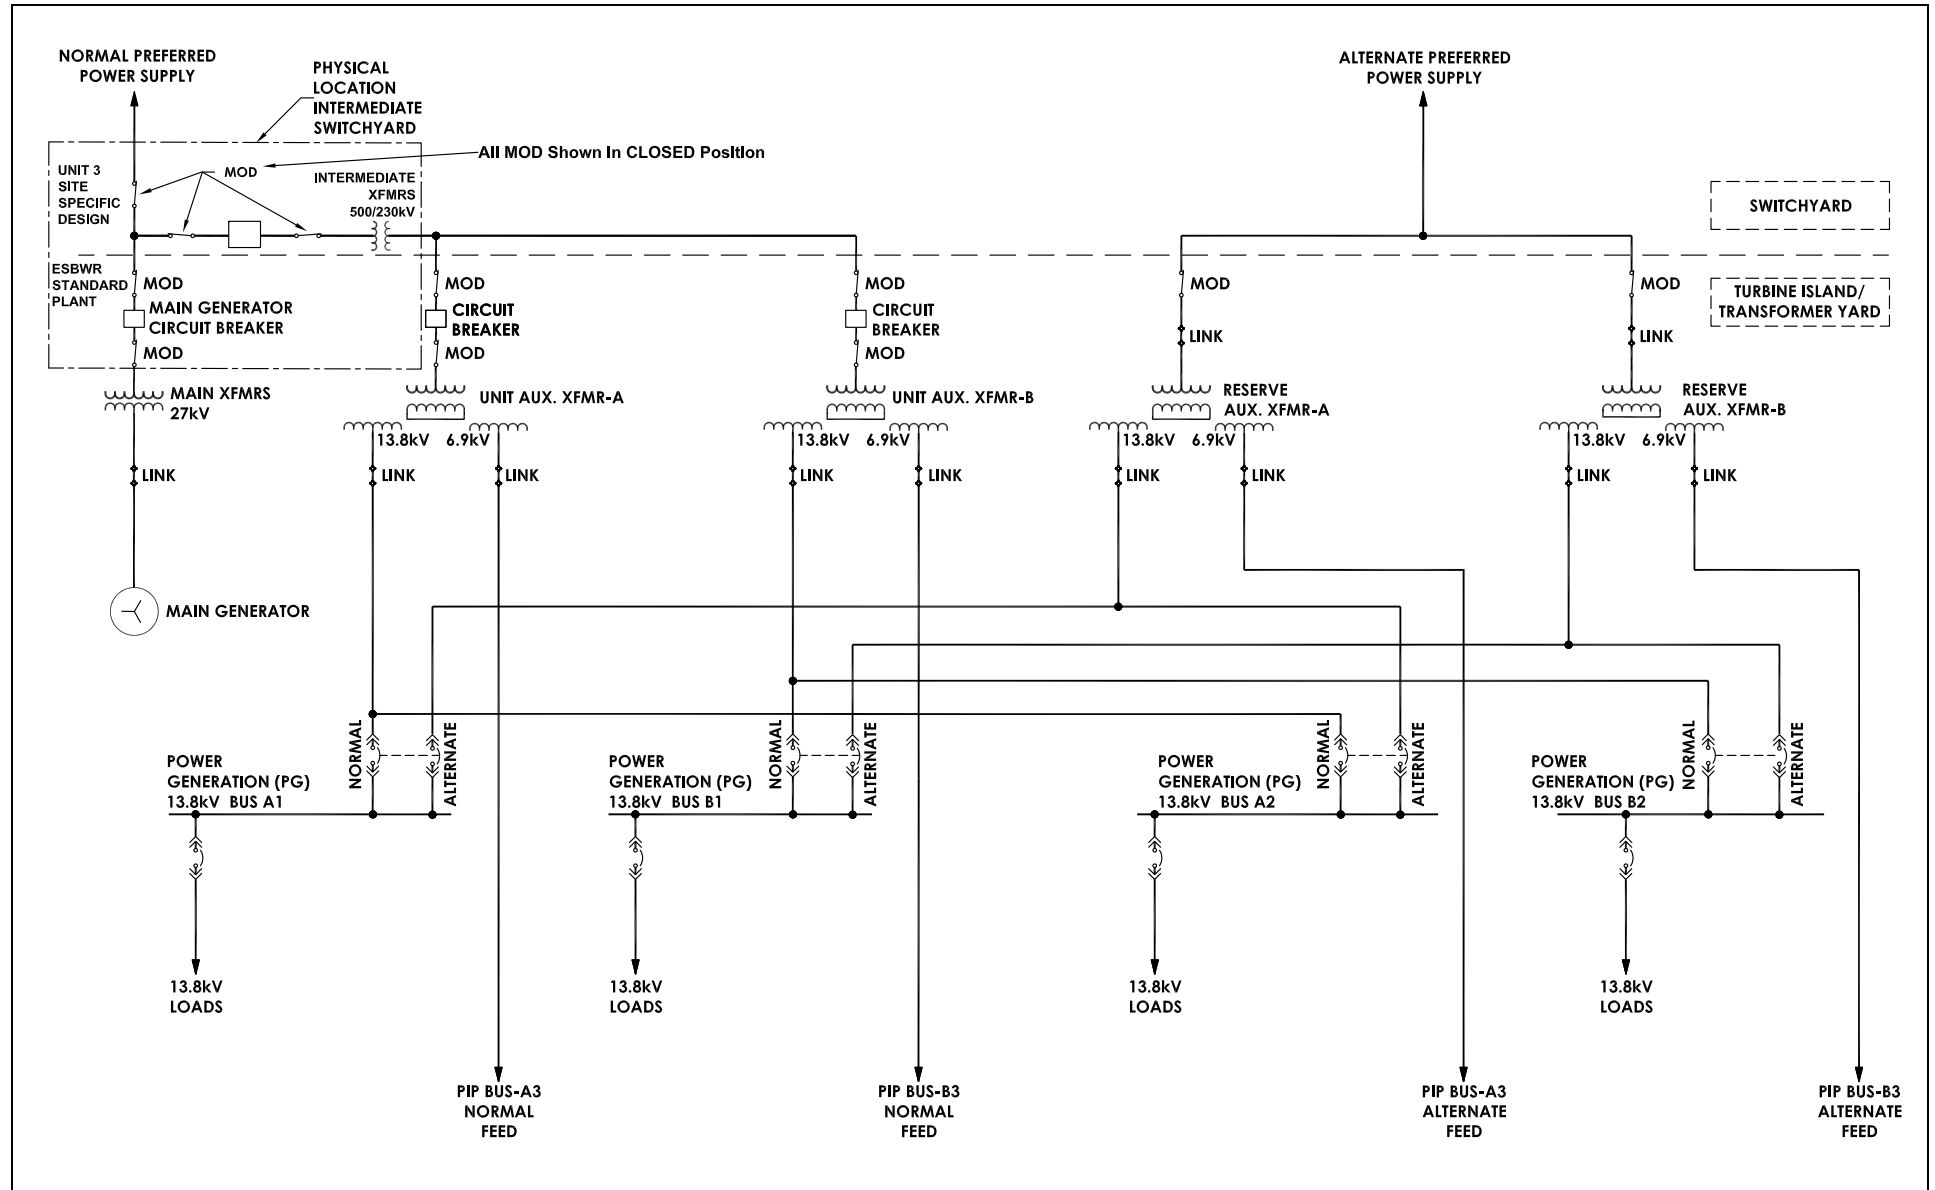 NORMAL PREFERRED
POWER SUPPLY
PHYSICAL
LOCATION
INTERMEDIATE
SWITCHYARD
ALTERNATE PREFERRED
POWER SUPPLY
All MOD Shown In CLOSED Position
UNIT 3
SITE
SPECIFIC
DESIGN
MOD
INTERMEDIATE
XFMRS
500/230kV
SWITCHYARD
ESBWR
STANDARD
PLANT
MOD
MAIN GENERATOR
CIRCUIT BREAKER
MOD
MOD
CIRCUIT
BREAKER
MOD
MOD
CIRCUIT
BREAKER
MOD
MOD
LINK
MOD
LINK
TURBINE ISLAND/
TRANSFORMER YARD
MAIN XFMRS
27kV
UNIT AUX. XFMR-A
UNIT AUX. XFMR-B
RESERVE
AUX. XFMR-A
RESERVE
AUX. XFMR-B
13.8kV
6.9kV
13.8kV
6.9kV
13.8kV
6.9kV
13.8kV
6.9kV
LINK
LINK
LINK
LINK
LINK
LINK
LINK
LINK
LINK
MAIN GENERATOR
POWER
GENERATION (PG)
13.8kV BUS A1
NORMAL
ALTERNATE
POWER
GENERATION (PG)
13.8kV BUS B1
NORMAL
ALTERNATE
POWER
GENERATION (PG)
13.8kV BUS A2
NORMAL
ALTERNATE
POWER
GENERATION (PG)
13.8kV BUS B2
NORMAL
ALTERNATE
13.8kV
LOADS
13.8kV
LOADS
13.8kV
LOADS
13.8kV
LOADS
PIP BUS-A3
NORMAL
FEED
PIP BUS-B3
NORMAL
FEED
PIP BUS-A3
ALTERNATE
FEED
PIP BUS-B3
ALTERNATE
FEED